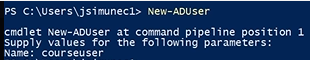 PS C:\Users\jsimunec1> New-ADUser
cmdlet New-ADUser at command pipeline position 1
Supply values for the following parameters:
Name: courseuser